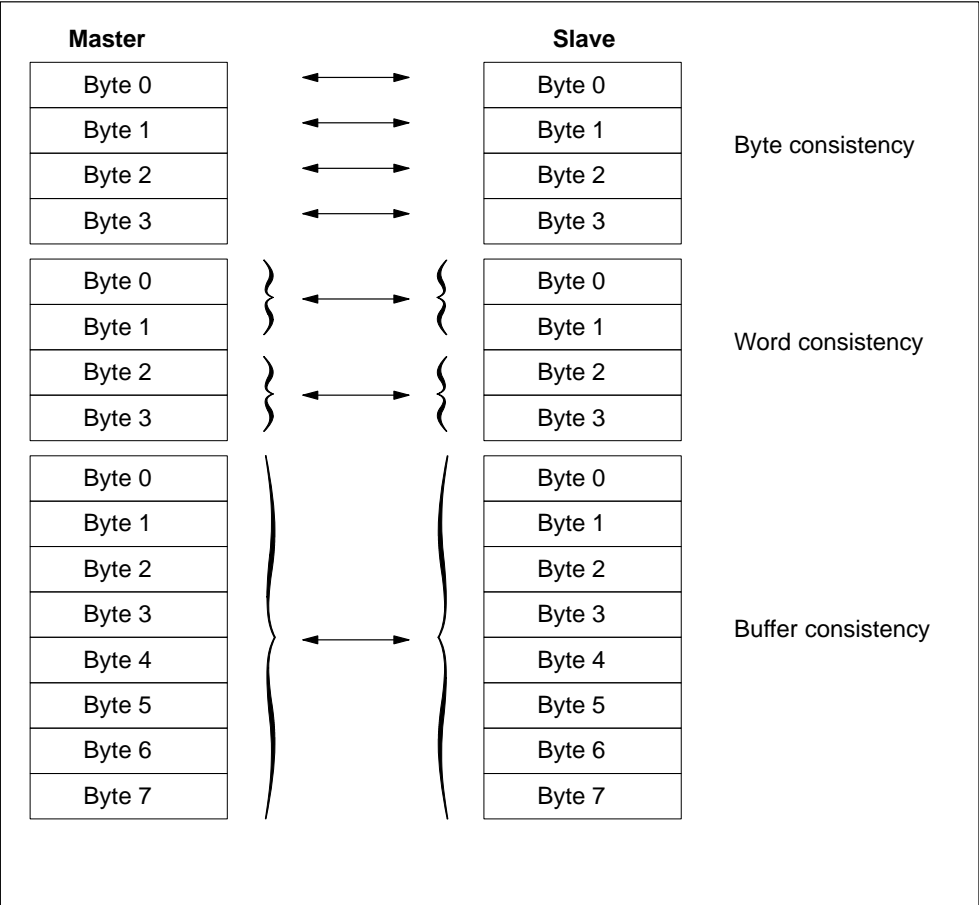 Master Slave
Byte 0 Byte 0
Byte 1 Byte 1
Byte consistency
Byte 2 Byte 2
Byte 3 Byte 3
Byte 0 Byte 0
Byte 1 Byte 1
Word consistency
Byte 2 Byte 2
Byte 3 Byte 3
Byte 0 Byte 0
Byte 1 Byte 1
Byte 2 Byte 2
Byte 3 Byte 3
Buffer consistency
Byte 4 Byte 4
Byte 5 Byte 5
Byte 6 Byte 6
Byte 7 Byte 7